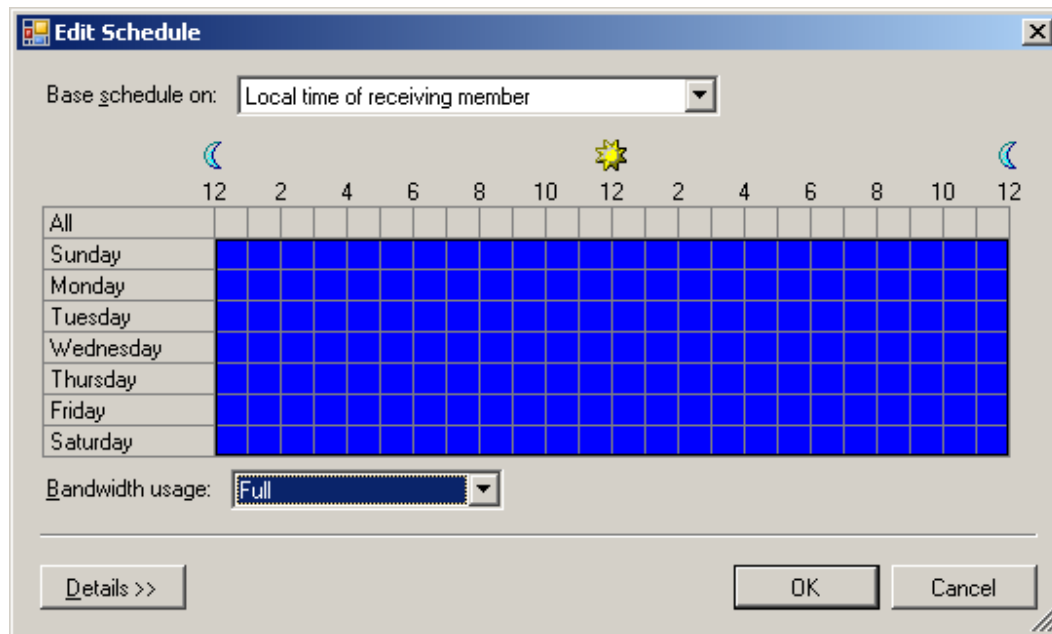 Edit Schedule
Base schedule on: Local time of receiving member
12 2 4 6 8 10 12 2 4 6 8 10 12
All
Sunday
Monday
Tuesday
Wednesday
Thursday
Friday
Saturday
Bandwidth usage: Full
Details >> OK Cancel